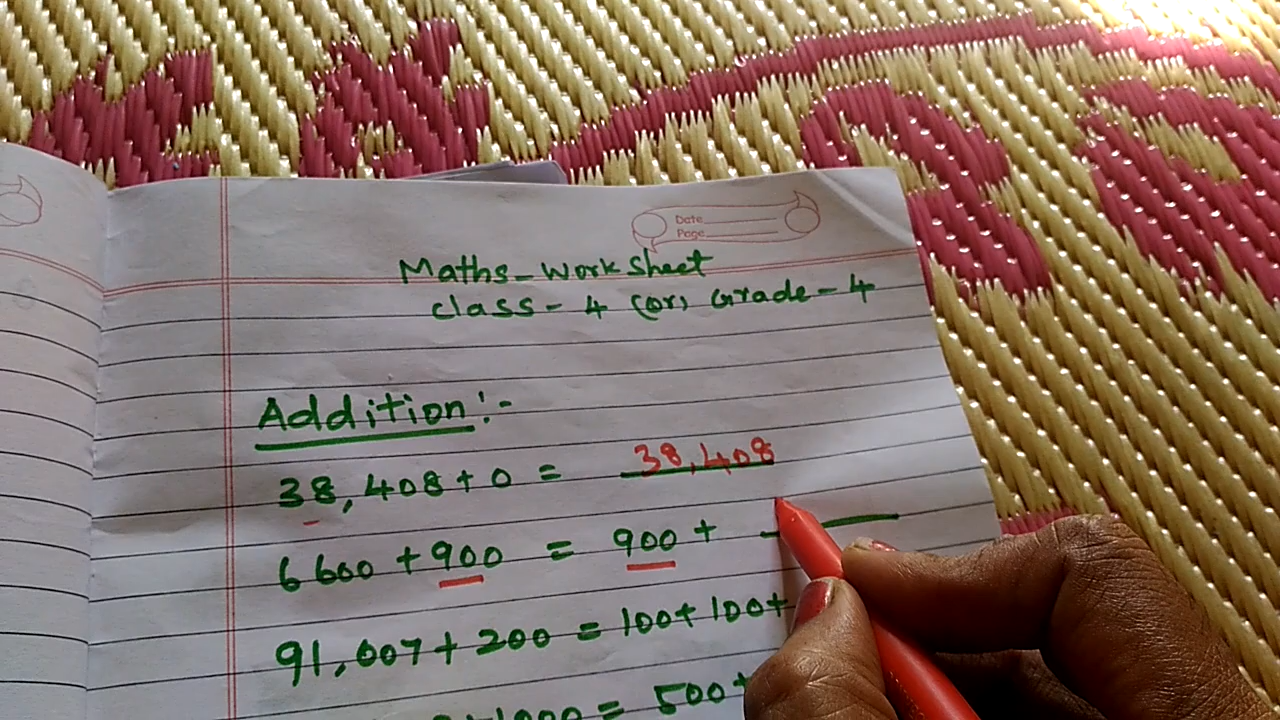 Date
Page
Maths-Work Sheet
Class - 4 (or) Grade - 4
Addition :-
38,408 + 0 = 38,408
6600 + 900 = 900 +
91,007 + 200 = 100 + 100 +
1000 = 500 +